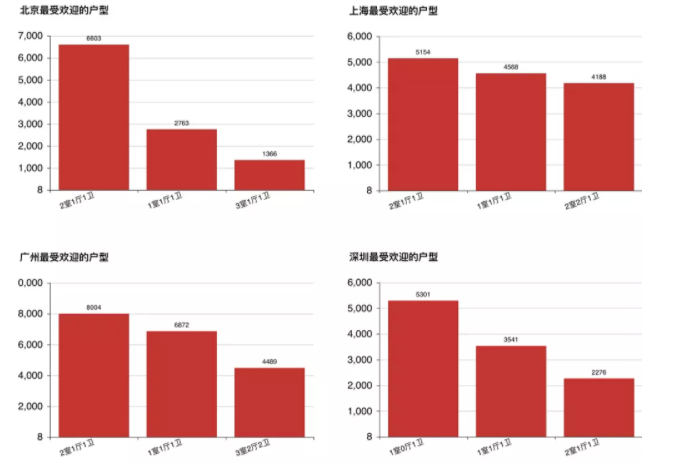 北京最受欢迎的户型
7,000
6603
6,000
5,000
4,000
3,000
2763
2,000
1366
1,000
8
2室1厅1卫
1室1厅1卫
3室1厅1卫
上海最受欢迎的户型
6,000
5154
5,000
4568
4188
4,000
3,000
2,000
1,000
8
2室1厅1卫
1室1厅1卫
2室2厅1卫
广州最受欢迎的户型
0,000
8004
8,000
6872
6,000
4489
4,000
2,000
8
2室1厅1卫
1室1厅1卫
3室2厅2卫
深圳最受欢迎的户型
6,000
5301
5,000
4,000
3541
3,000
2276
2,000
1,000
8
1室0厅1卫
1室1厅1卫
2室1厅1卫